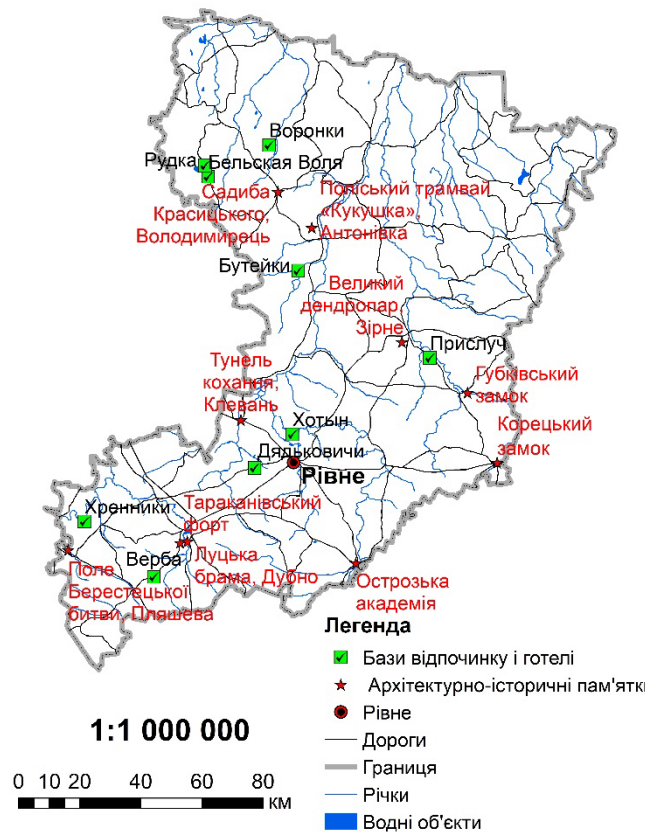 Воронки
Рудка
Бельская Воля
Садиба
Красицького,
Володимирець
Поліський трамвай
«Кукушка»,
Антонівка
Бутейки
Великий
дендропар,
Зірне
Прислуч
Тунель
кохання,
Клевань
Губківський
замок
Хотын
Корецький
замок
Дядьковичи
Рівне
Хренники
Тараканівський
форт
Верба
Луцька
брама, Дубно
Поле
Берестецької
битви, Пляшева
Острозька
академія
Легенда
Бази відпочинку і готелі
Архітектурно-історичні пам'ятк
Рівне
Дороги
Границя
Річки
Водні об'єкти
1:1 000 000
0 10 20 40 60 80
км